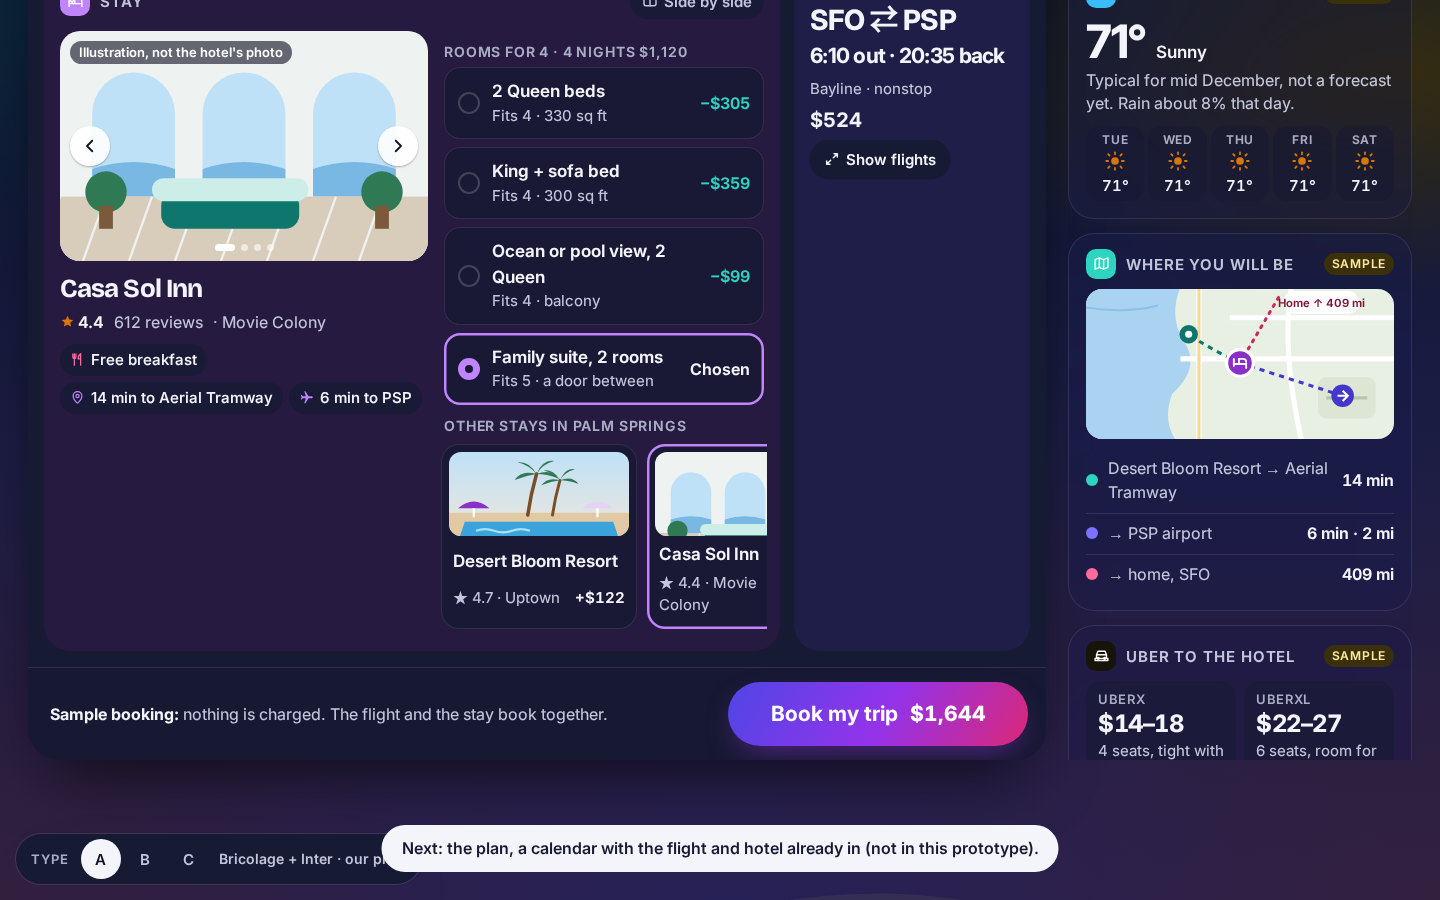 STAY
Side by side
Illustration, not the hotel's photo
Casa Sol Inn
4.4 612 reviews · Movie Colony
Free breakfast
14 min to Aerial Tramway
6 min to PSP
ROOMS FOR 4 · 4 NIGHTS $1,120
2 Queen beds
Fits 4 · 330 sq ft
−$305
King + sofa bed
Fits 4 · 300 sq ft
−$359
Ocean or pool view, 2
Queen
Fits 4 · balcony
−$99
Family suite, 2 rooms
Fits 5 · a door between
Chosen
OTHER STAYS IN PALM SPRINGS
Desert Bloom Resort
★ 4.7 · Uptown +$122
Casa Sol Inn
★ 4.4 · Movie
Colony
SFO ⇄ PSP
6:10 out · 20:35 back
Bayline · nonstop
$524
Show flights
Sample booking: nothing is charged. The flight and the stay book together.
Book my trip $1,644
71° Sunny
Typical for mid December, not a forecast
yet. Rain about 8% that day.
TUE WED THU FRI SAT
71° 71° 71° 71° 71°
WHERE YOU WILL BE
SAMPLE
Home ↑ 409 mi
Desert Bloom Resort → Aerial
Tramway
14 min
→ PSP airport 6 min · 2 mi
→ home, SFO 409 mi
UBER TO THE HOTEL
SAMPLE
UBERX
$14–18
4 seats, tight with
UBERXL
$22–27
6 seats, room for
TYPE A B C Bricolage + Inter · our
Next: the plan, a calendar with the flight and hotel already in (not in this prototype).